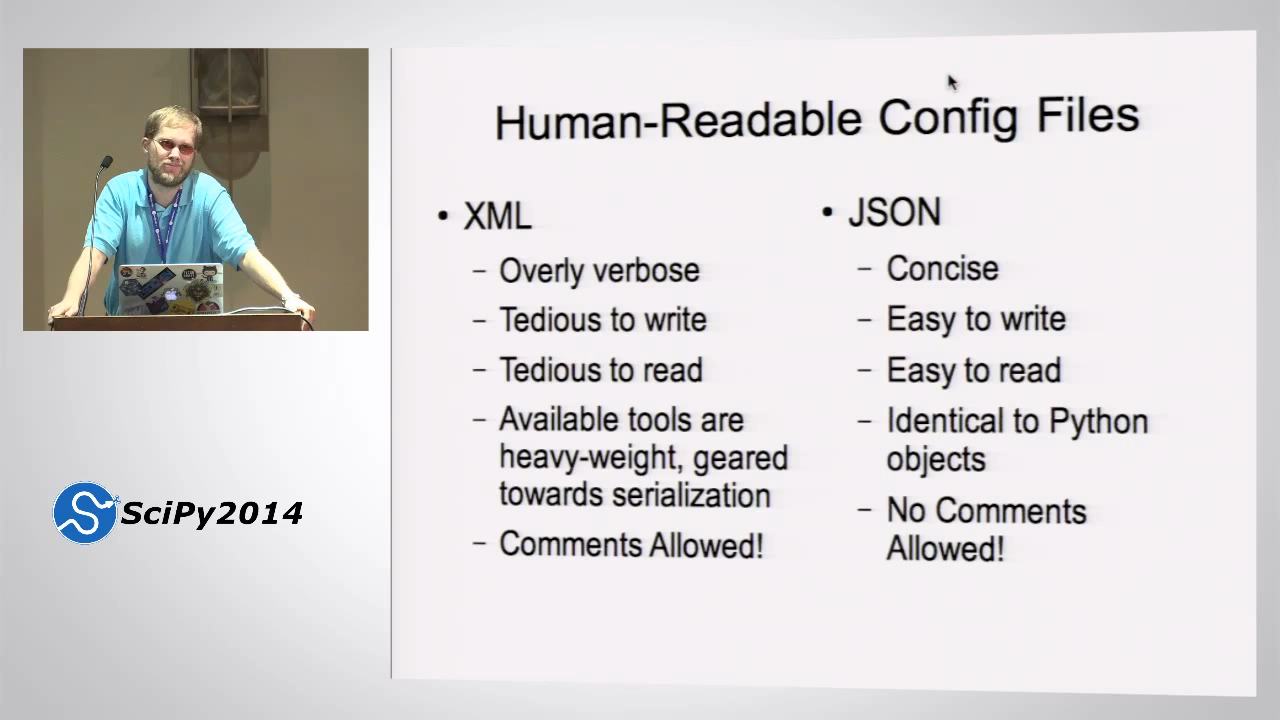 Human-Readable Config Files
• XML
– Overly verbose
– Tedious to write
– Tedious to read
– Available tools are
heavy-weight, geared
towards serialization
– Comments Allowed!
• JSON
– Concise
– Easy to write
– Easy to read
– Identical to Python
objects
– No Comments
Allowed!
SciPy2014